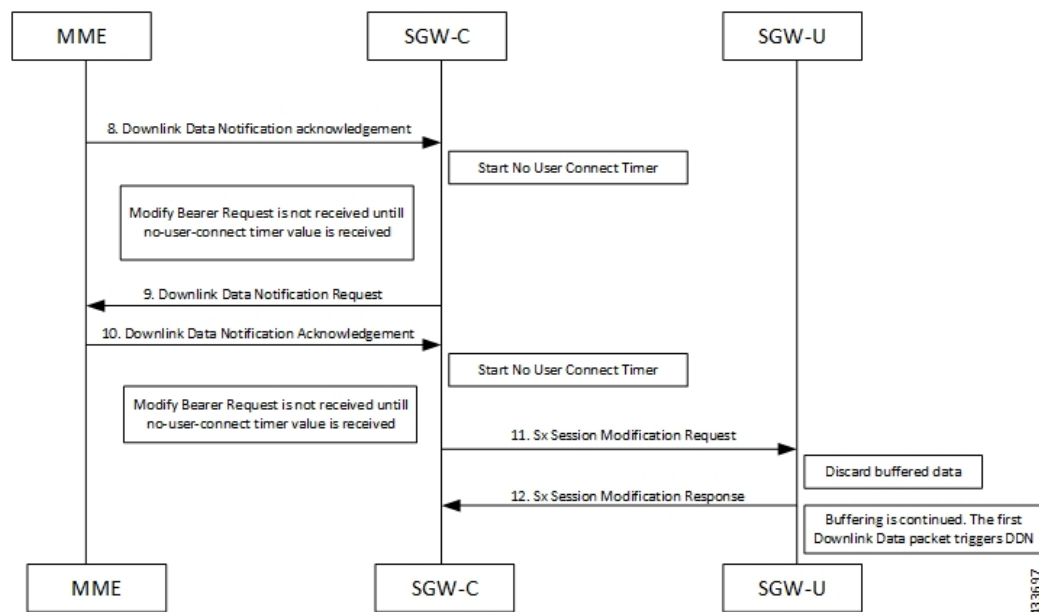 MME
SGW-C
SGW-U
8. Downlink Data Notification acknowledgement
Start No User Connect Timer
Modify Bearer Request is not received untill
no-user-connect timer value is received
9. Downlink Data Notification Request
10. Downlink Data Notification Acknowledgement
Start No User Connect Timer
Modify Bearer Request is not received untill
no-user-connect timer value is received
11. Sx Session Modification Request
Discard buffered data
12. Sx Session Modification Response
Buffering is continued. The first
Downlink Data packet triggers DDN
MME
SGW-C
SGW-U